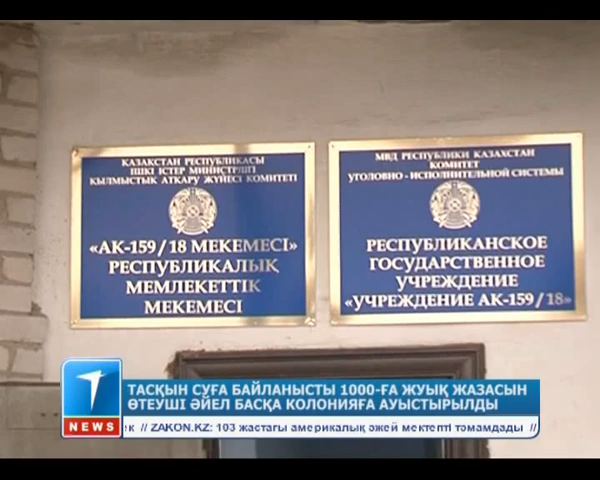 ҚАЗАҚСТАН РЕСПУБЛИКАСЫ
ІШКІ ІСТЕР МИНИСТРЛІГІ
ҚЫЛМЫСТЫҚ АТҚАРУ ЖҮЙЕСІ КОМИТЕТІ
«АК-159/18 МЕКЕМЕСІ»
РЕСПУБЛИКАЛЫҚ
МЕМЛЕКЕТТІК
МЕКЕМЕСІ
МВД РЕСПУБЛИКИ КАЗАХСТАН
КОМИТЕТ
УГОЛОВНО-ИСПОЛНИТЕЛЬНОЙ СИСТЕМЫ
РЕСПУБЛИКАНСКОЕ
ГОСУДАРСТВЕННОЕ
УЧРЕЖДЕНИЕ
«УЧРЕЖДЕНИЕ АК-159/18»
ТАСҚЫН СУҒА БАЙЛАНЫСТЫ 1000-ҒА ЖУЫҚ ЖАЗАСЫН
ӨТЕУШІ ӘЙЕЛ БАСҚА КОЛОНИЯҒА АУЫСТЫРЫЛДЫ
NEWS
// ZAKON.KZ: 103 жастағы америкалық әжей мектепті тәмамдады //